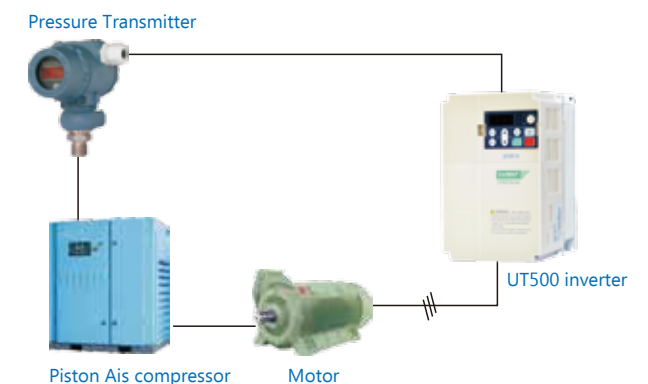 Pressure Transmitter
UT500 inverter
Piston Ais compressor
Motor